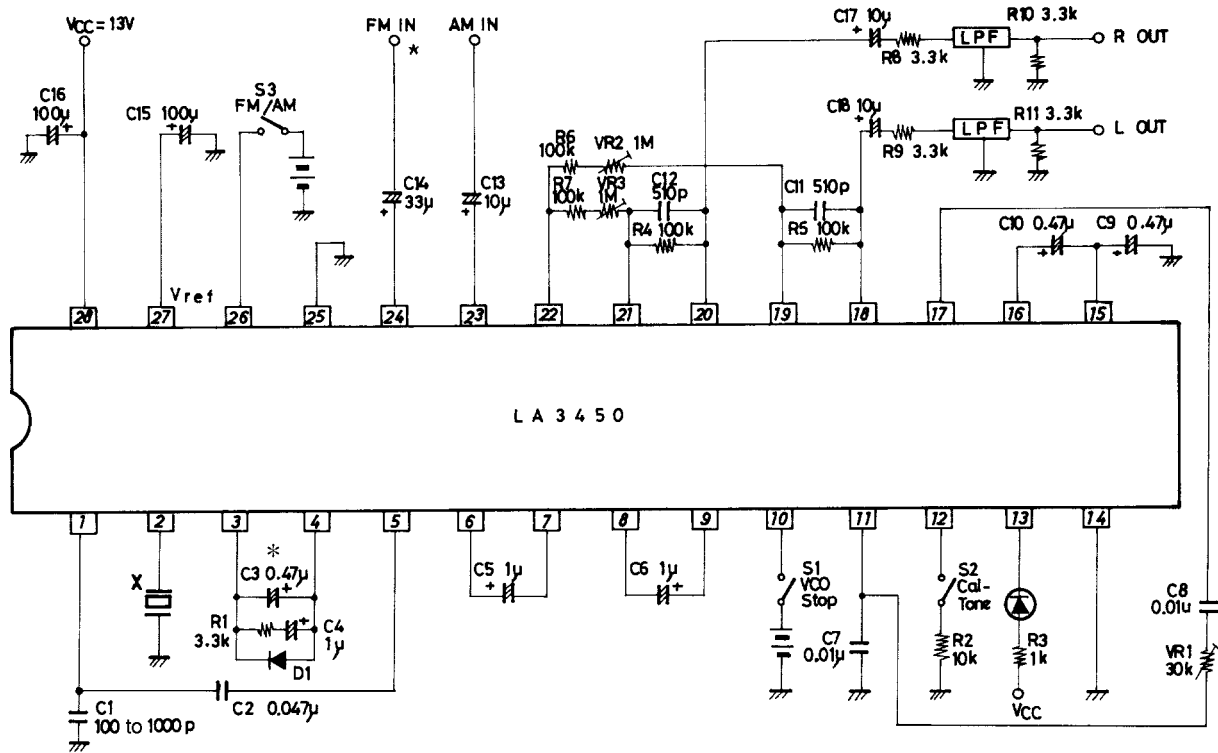 VCC = 13V
FM IN
*
AM IN
C17 10μ
R8 3.3k
LPF
R10 3.3k
R OUT
C16
100μ
C15 100μ
S3
FM/AM
C18 10μ
R9 3.3k
LPF
R11 3.3k
L OUT
C14
33μ
C13
10μ
R6
100k
VR2 1M
R7
100k
VR3
1M
C12
510p
R4 100k
C11 510p
R5 100k
C10 0.47μ
C9 0.47μ
Vref
28 27 26 25 24 23 22 21 20 19 18 17 16 15
LA3450
1 2 3 4 5 6 7 8 9 10 11 12 13 14
X
*
C3 0.47μ
R1
3.3k
C4
1μ
D1
C5 1μ
C6 1μ
S1
VCO
Stop
C7
0.01μ
S2
Cal-
Tone
R2
10k
R3
1k
VCC
C8
0.01μ
VR1
30k
C1
100 to 1000p
C2 0.047μ